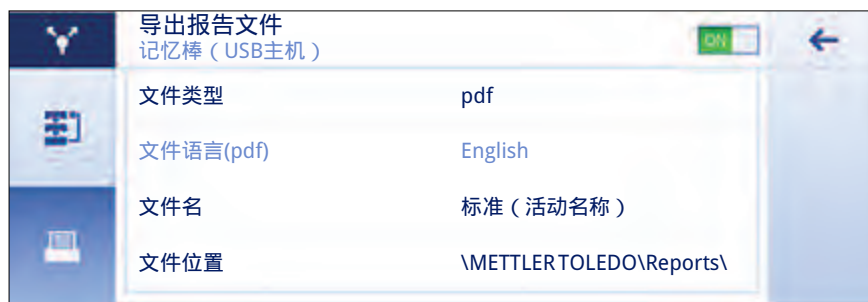 导出报告文件
记忆棒（USB主机）
ON
文件类型 pdf
文件语言(pdf) English
文件名 标准（活动名称）
文件位置 \METTLER TOLEDO\Reports\